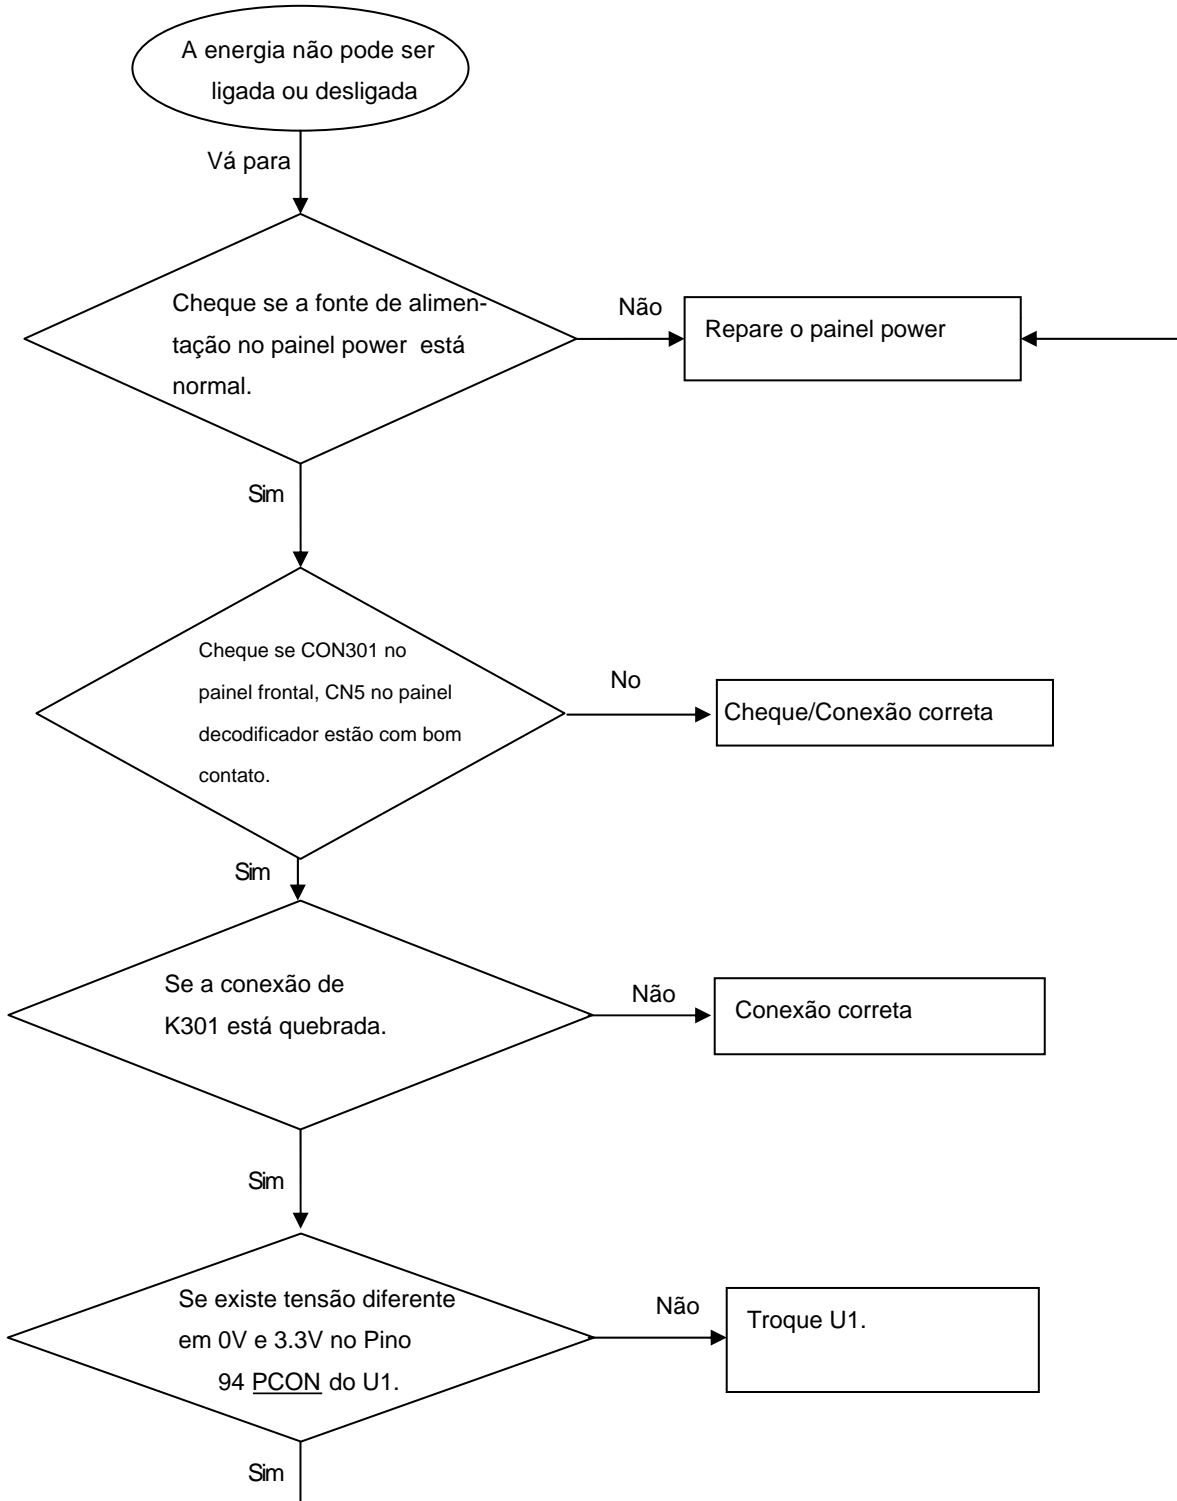 A energia não pode ser
ligada ou desligada
Vá para
Cheque se a fonte de alimen-
tação no painel power está
normal.
Não
Repare o painel power
Sim
Cheque se CON301 no
painel frontal, CN5 no painel
decodificador estão com bom
contato.
No
Cheque/Conexão correta
Sim
Se a conexão de
K301 está quebrada.
Não
Conexão correta
Sim
Se existe tensão diferente
em 0V e 3.3V no Pino
94 PCON do U1.
Não
Troque U1.
Sim